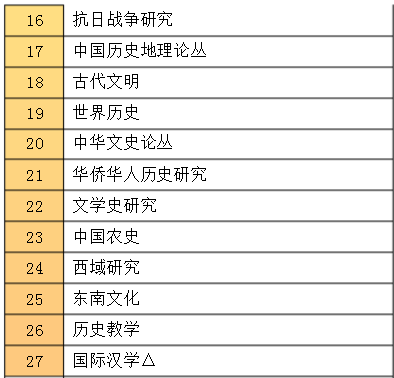 16 抗日战争研究
17 中国历史地理论丛
18 古代文明
19 世界历史
20 中华文史论丛
21 华侨华人历史研究
22 文学史研究
23 中国农史
24 西域研究
25 东南文化
26 历史教学
27 国际汉学△